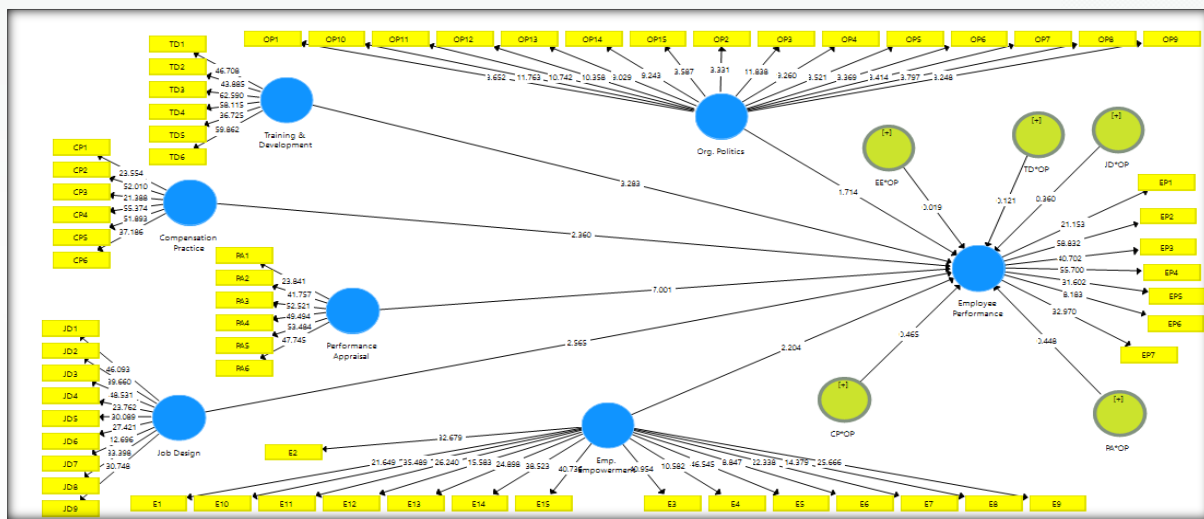 TD1
TD2
TD3
TD4
TD5
TD6
46.708
43.885
62.590
58.115
36.725
59.862
Training &
Development
OP1
OP10
OP11
OP12
OP13
OP14
OP15
OP2
OP3
OP4
OP5
OP6
OP7
OP8
OP9
3.652
11.763
10.742
10.358
3.029
9.243
3.587
3.331
11.838
3.260
3.521
3.369
3.414
3.797
3.248
Org. Politics
CP1
CP2
CP3
CP4
CP5
CP6
23.554
52.010
21.388
55.374
51.893
37.186
Compensation
Practice
PA1
PA2
PA3
PA4
PA5
PA6
23.841
41.757
52.521
49.494
53.484
47.745
Performance
Appraisal
JD1
JD2
JD3
JD4
JD5
JD6
JD7
JD8
JD9
46.093
39.660
48.531
23.762
30.089
27.421
12.696
33.398
30.748
Job Design
3.283
2.360
7.001
2.565
2.204
1.714
[+]
EE*OP
0.019
[+]
TD*OP
0.121
[+]
JD*OP
0.360
EP1
EP2
EP3
EP4
EP5
EP6
EP7
21.153
58.832
40.702
55.700
31.602
8.183
32.970
Employee
Performance
0.465
[+]
CP*OP
0.448
[+]
PA*OP
Emp.
Empowerment
E2
32.679
21.649
35.489
26.240
15.583
24.898
38.523
10.582
46.545
8.847
22.338
14.379
25.666
E1
E10
E11
E12
E13
E14
E15
E3
E4
E5
E6
E7
E8
E9